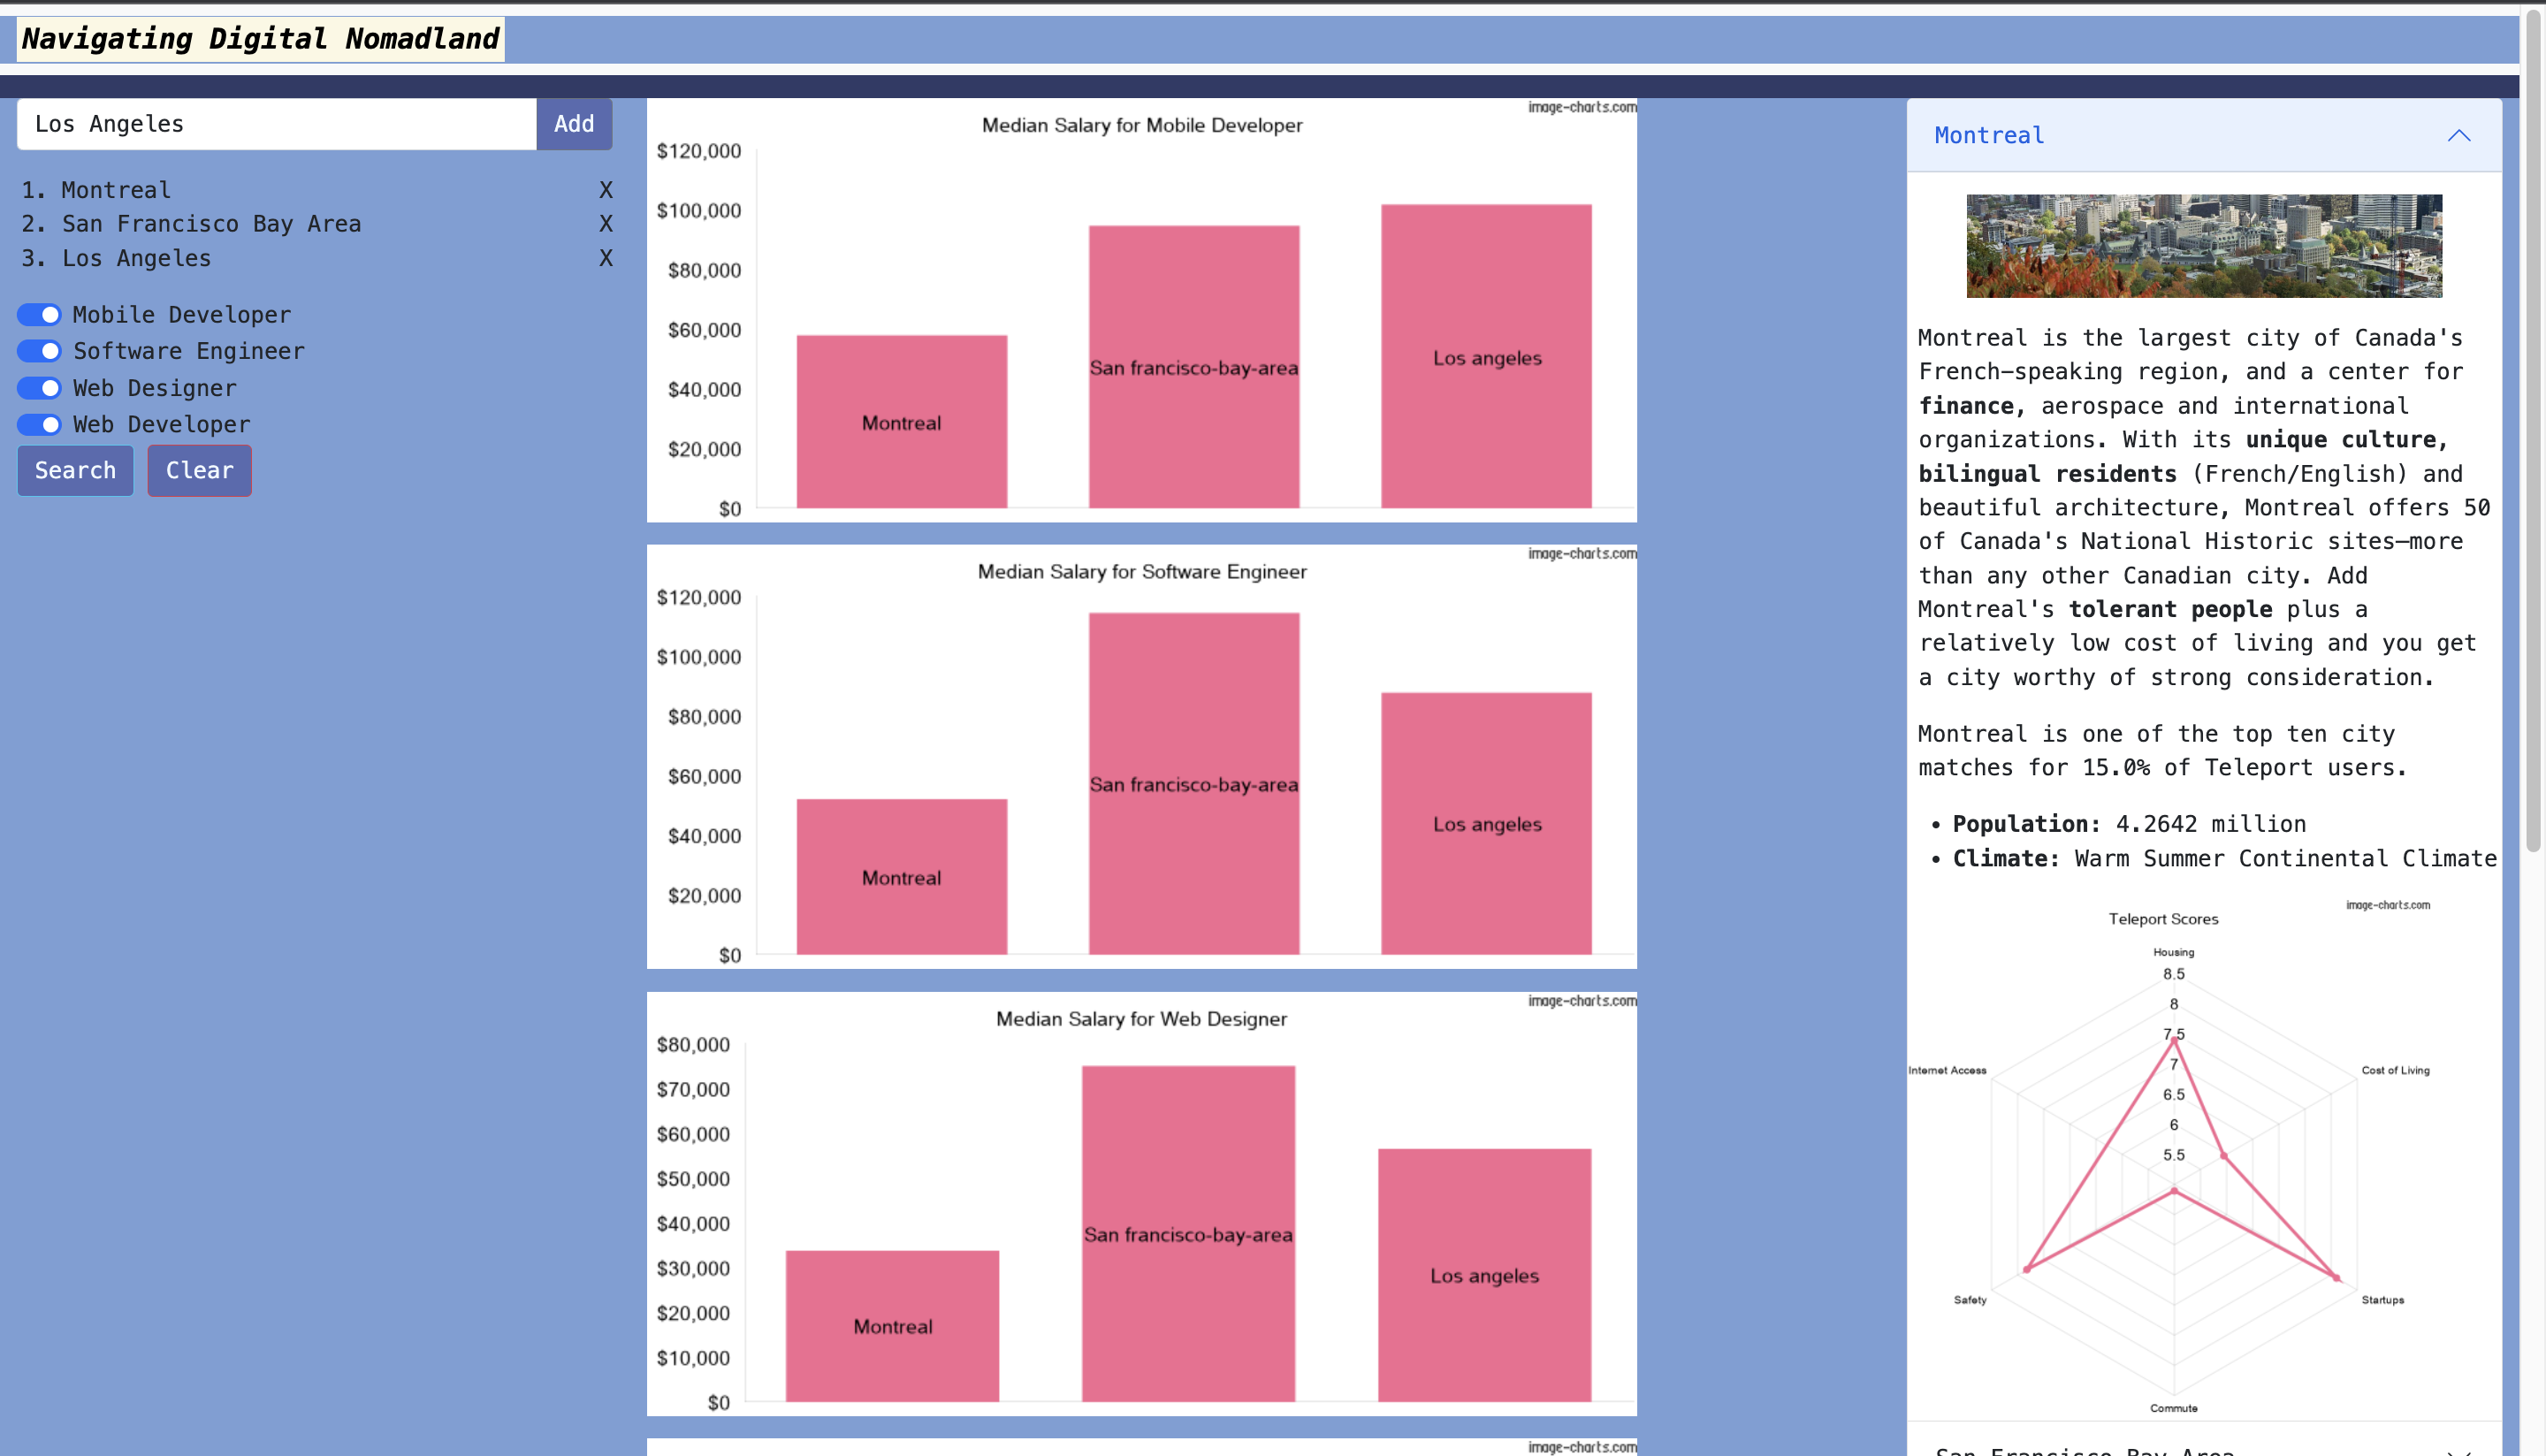 Navigating Digital Nomadland
Los Angeles
Add
1. Montreal X
2. San Francisco Bay Area X
3. Los Angeles X
Mobile Developer
Software Engineer
Web Designer
Web Developer
Search Clear
image-charts.com
Median Salary for Mobile Developer
$120,000
$100,000
$80,000
$60,000
$40,000
$20,000
$0
Montreal
San francisco-bay-area
Los angeles
image-charts.com
Median Salary for Software Engineer
$120,000
$100,000
$80,000
$60,000
$40,000
$20,000
$0
Montreal
San francisco-bay-area
Los angeles
image-charts.com
Median Salary for Web Designer
$80,000
$70,000
$60,000
$50,000
$40,000
$30,000
$20,000
$10,000
$0
Montreal
San francisco-bay-area
Los angeles
image-charts.com
Montreal
Montreal is the largest city of Canada's
French–speaking region, and a center for
finance, aerospace and international
organizations. With its unique culture,
bilingual residents (French/English) and
beautiful architecture, Montreal offers 50
of Canada's National Historic sites—more
than any other Canadian city. Add
Montreal's tolerant people plus a
relatively low cost of living and you get
a city worthy of strong consideration.
Montreal is one of the top ten city
matches for 15.0% of Teleport users.
• Population: 4.2642 million
• Climate: Warm Summer Continental Climate
image-charts.com
Teleport Scores
Housing
8.5
8
7.5
7
6.5
6
5.5
Internet Access
Cost of Living
Safety
Startups
Commute
San Francisco Bay Area